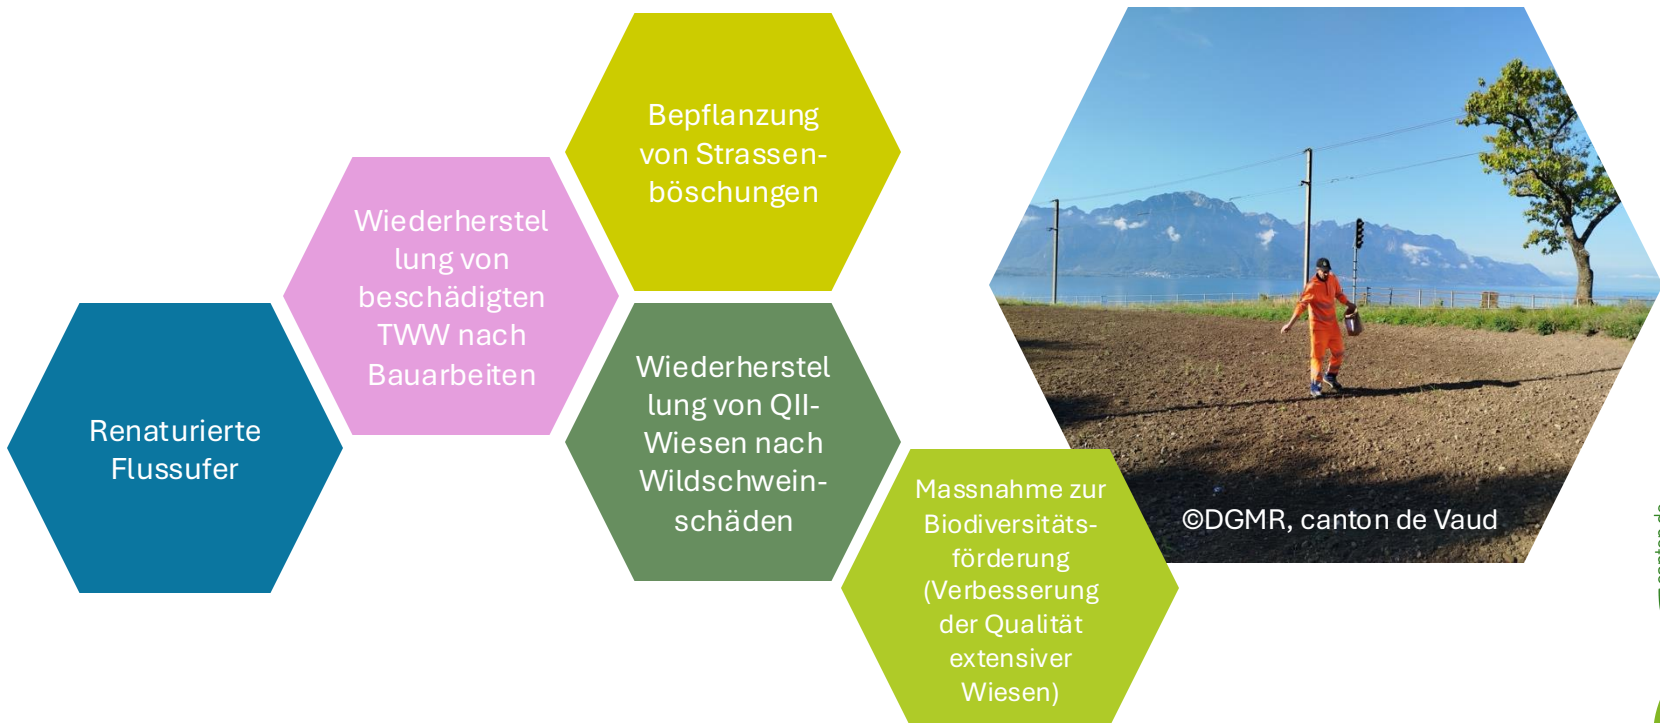 Bepflanzung
von Strassen-
böschungen
Wiederherstel
lung von
beschädigten
TWW nach
Bauarbeiten
Renaturierte
Flussufer
Wiederherstel
lung von QII-
Wiesen nach
Wildschwein-
schäden
Massnahme zur
Biodiversitäts-
förderung
(Verbesserung
der Qualität
extensiver
Wiesen)
©DGMR, canton de Vaud